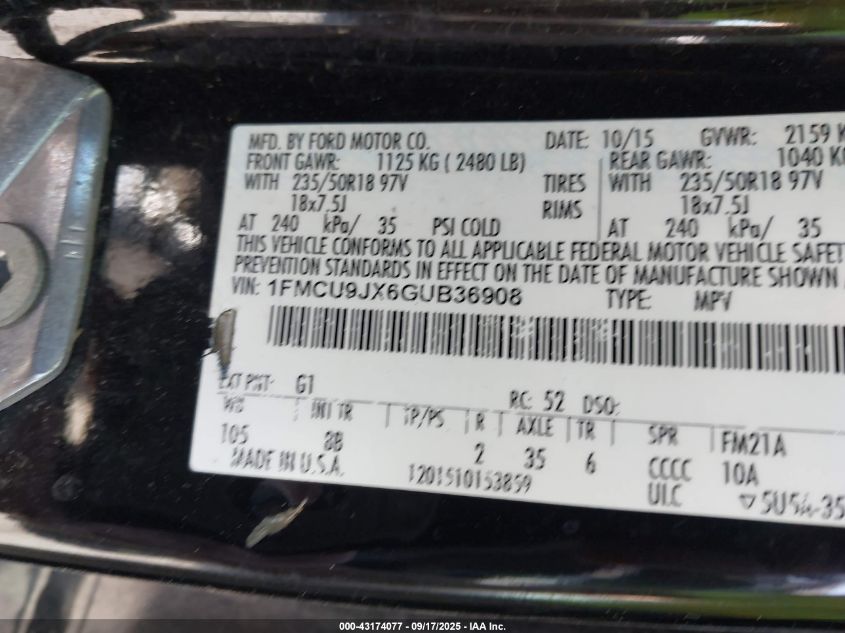 MFD. BY FORD MOTOR CO. DATE: 10/15 GVWR: 2159 K
FRONT GAWR: 1125 KG ( 2480 LB) REAR GAWR: 1040 KG
WITH 235/50R18 97V TIRES WITH 235/50R18 97V
18x7.5J RIMS 18x7.5J
AT 240 kPa/ 35 PSI COLD AT 240 kPa/ 35
THIS VEHICLE CONFORMS TO ALL APPLICABLE FEDERAL MOTOR VEHICLE SAFET
PREVENTION STANDARDS IN EFFECT ON THE DATE OF MANUFACTURE SHOWN
VIN: 1FMCU9JX6GUB36908 TYPE: MPV
EXT PNT: G1 RC: 52 DSO:
WB INT TR TP/PS R AXLE TR SPR FM21A
105 8B 2 35 6 CCCC 10A
MADE IN U.S.A. 1201510153859 ULC
000-43174077 - 09/17/2025 - IAA Inc.